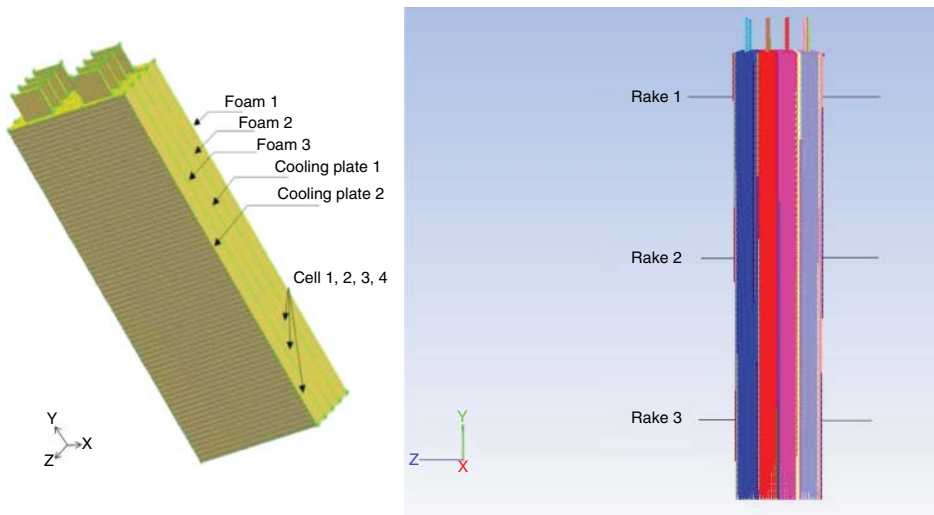 Foam 1
Foam 2
Foam 3
Cooling plate 1
Cooling plate 2
Cell 1, 2, 3, 4
Y
X
Z
Rake 1
Rake 2
Rake 3
Y
Z
X